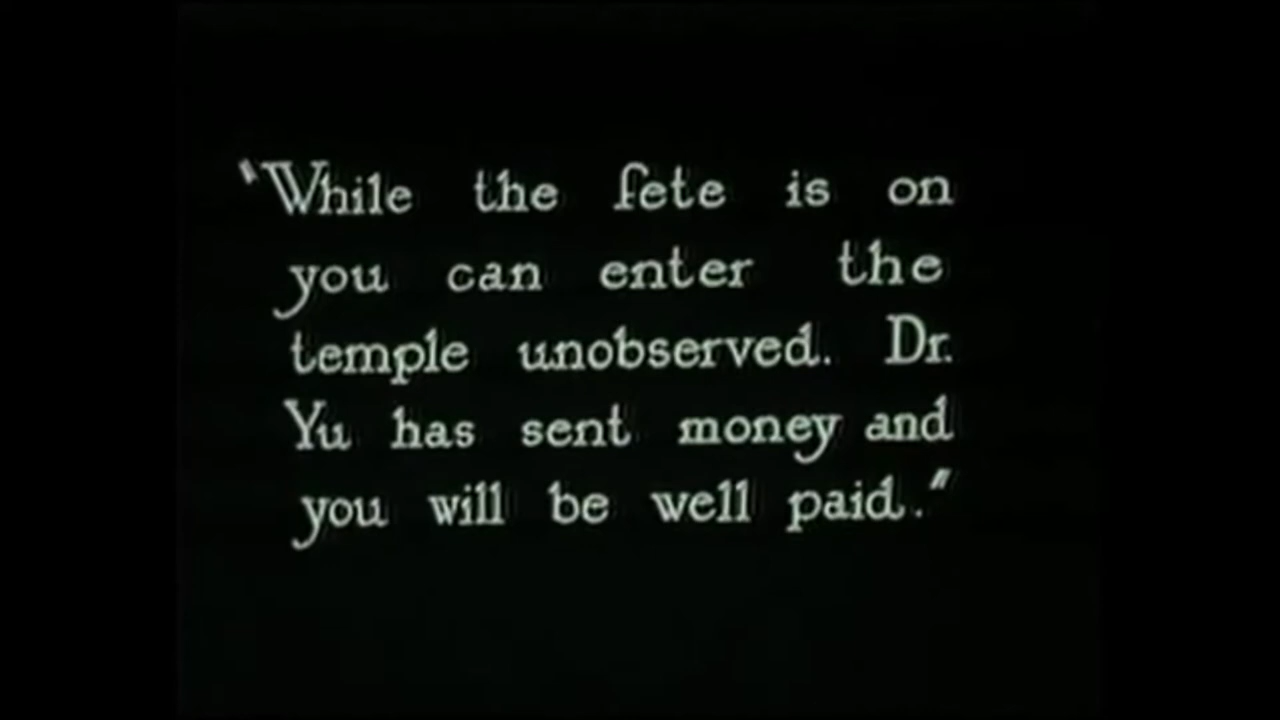 "While the fete is on
you can enter the
temple unobserved. Dr.
Yu has sent money and
you will be well paid."